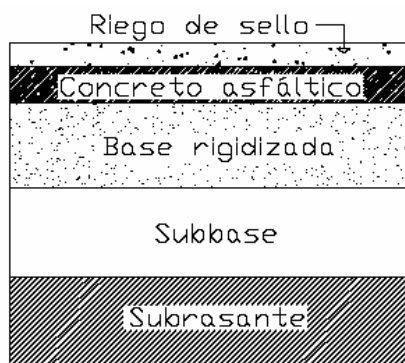 Riego de sello
Concreto asfáltico
Base rigidizada
Subbase
Subrasante